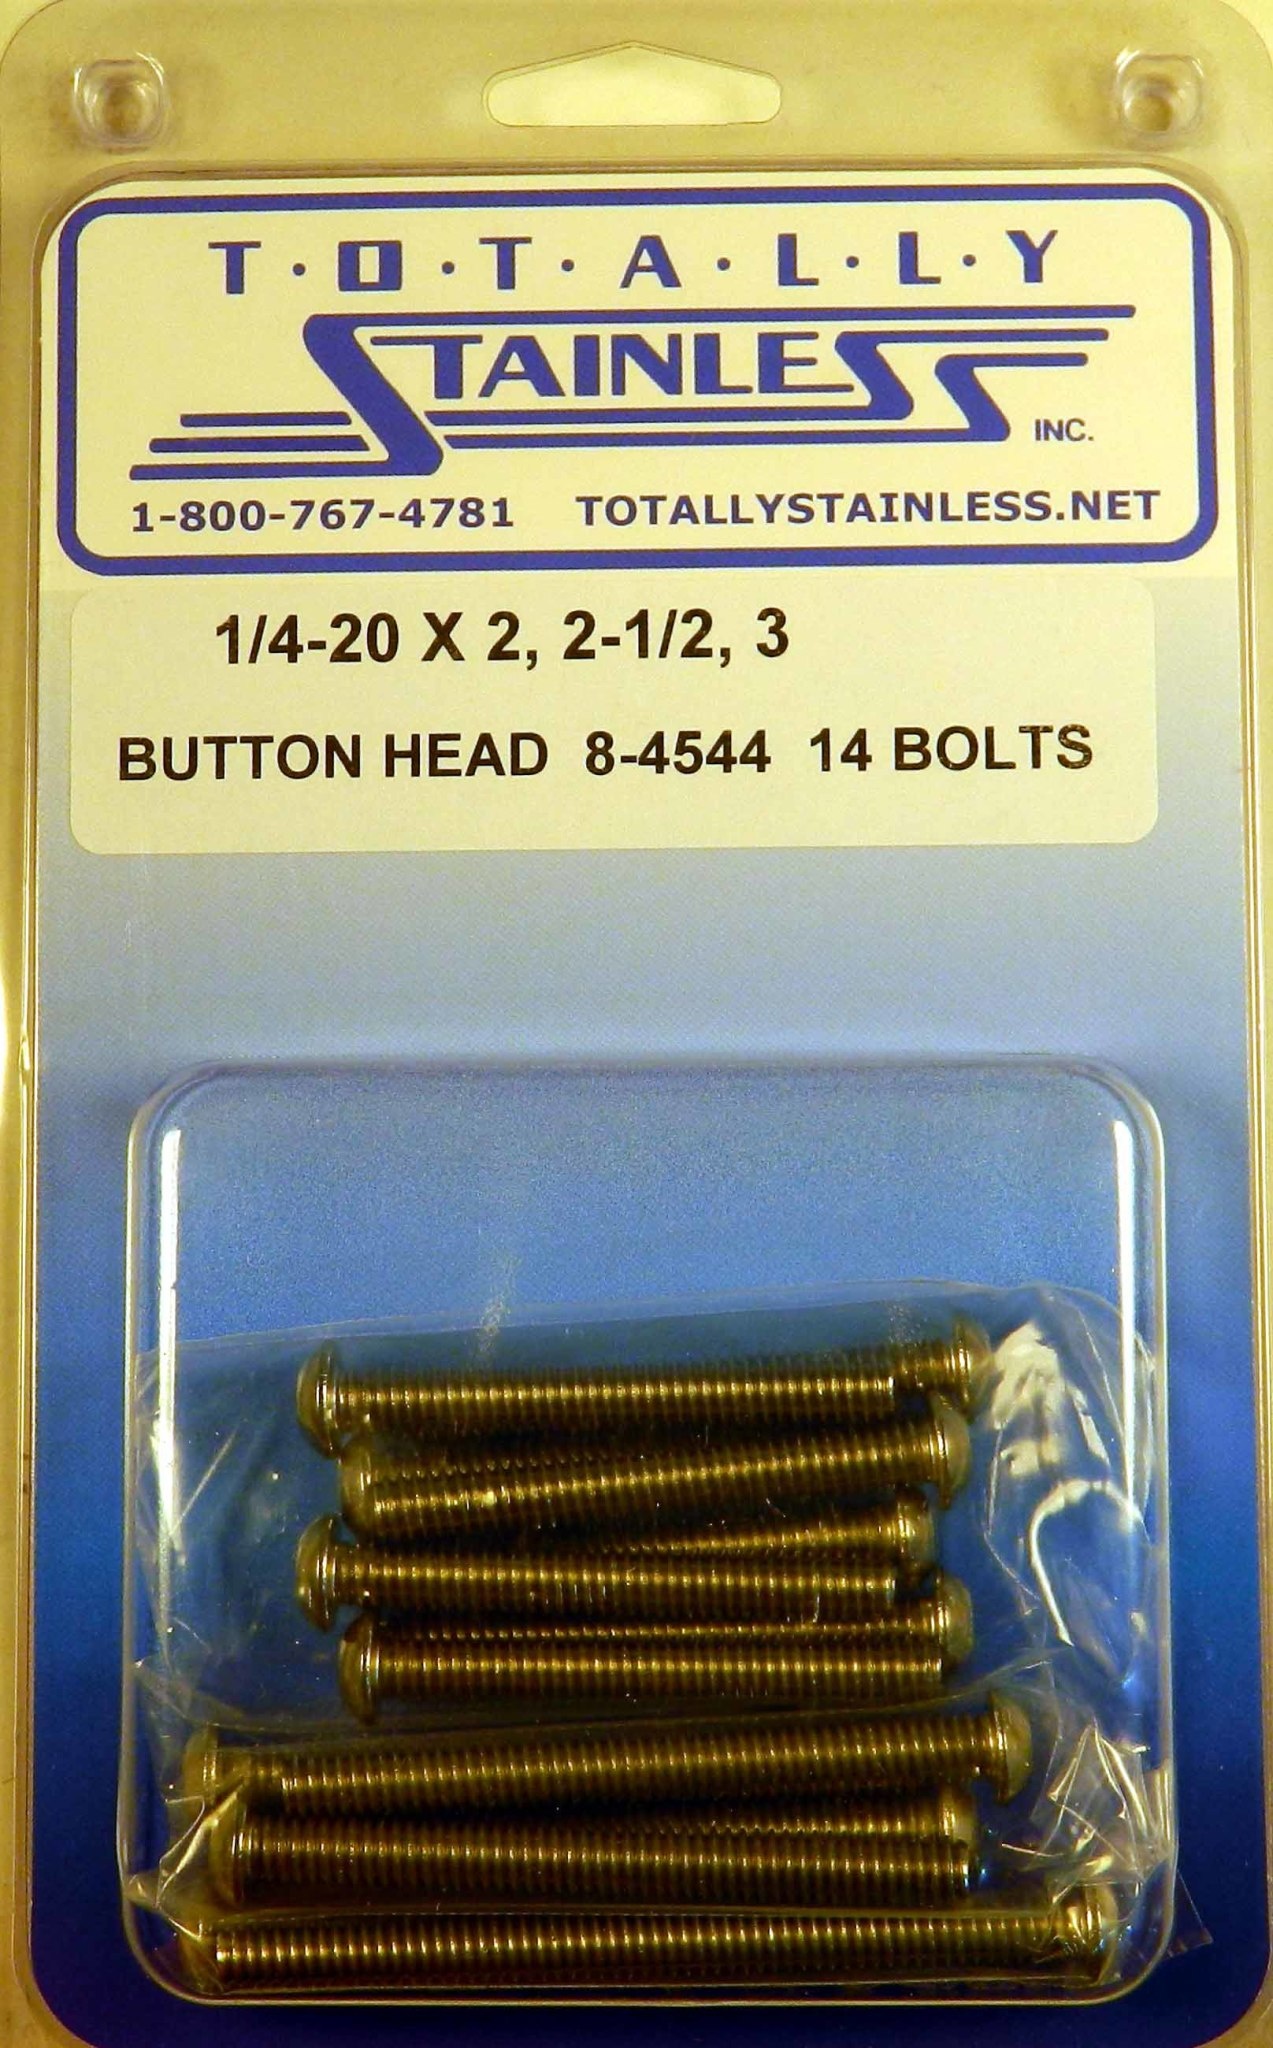 T·O·T·A·L·L·Y
STAINLESS
INC.
1-800-767-4781 TOTALLYSTAINLESS.NET
1/4-20 X 2, 2-1/2, 3
BUTTON HEAD 8-4544 14 BOLTS